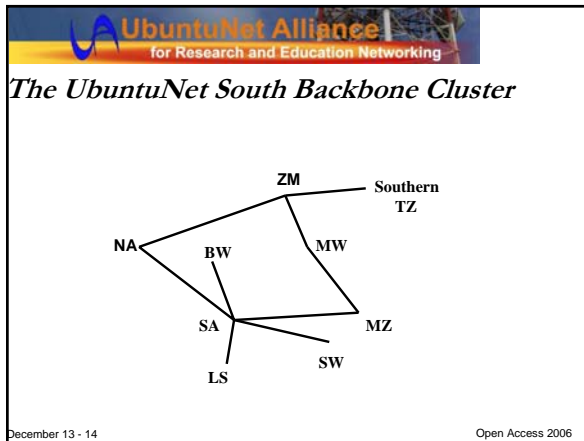 UbuntuNet Alliance
for Research and Education Networking
The UbuntuNet South Backbone Cluster
ZM
Southern
TZ
NA
BW
MW
SA
MZ
SW
LS
December 13 - 14
Open Access 2006